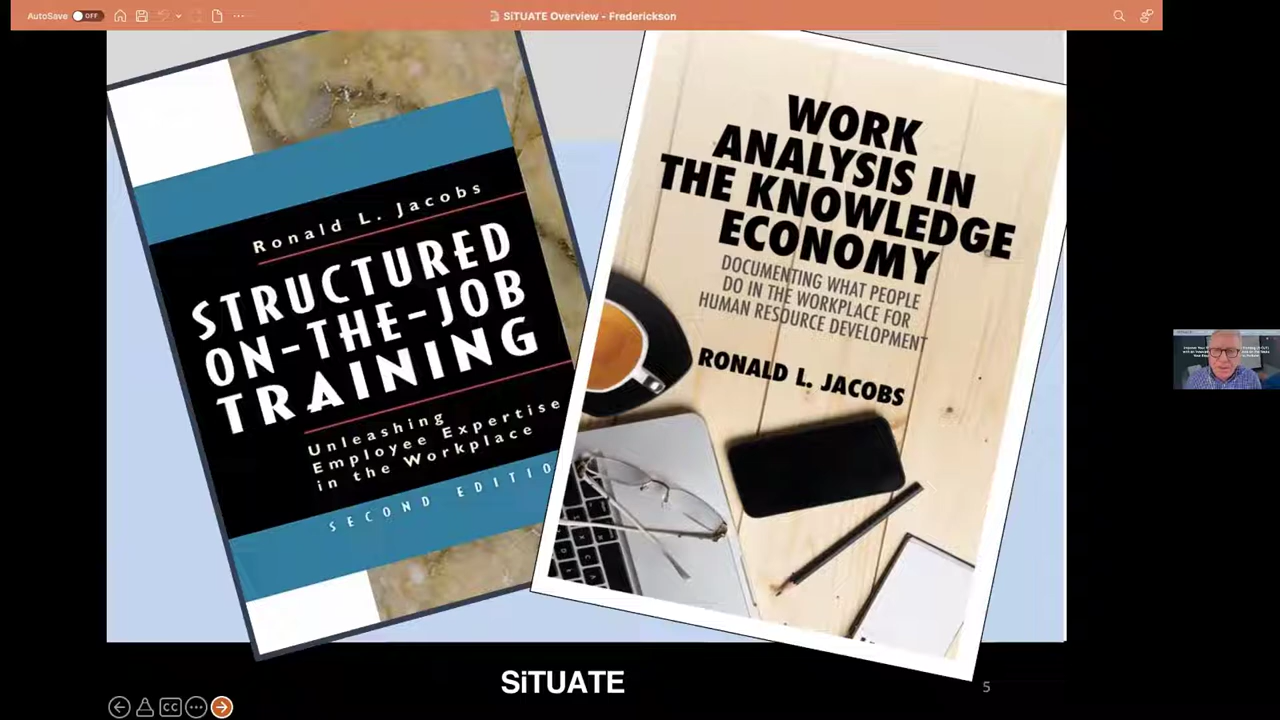 AutoSave OFF
SiTUATE Overview - Frederickson
Ronald L. Jacobs
STRUCTURED
ON-THE-JOB
TRAINING
Unleashing
Employee Expertise
in the Workplace
SECOND EDITIO
WORK
ANALYSIS IN
THE KNOWLEDGE
ECONOMY
DOCUMENTING WHAT PEOPLE
DO IN THE WORKPLACE FOR
HUMAN RESOURCE DEVELOPMENT
RONALD L. JACOBS
SiTUATE
5
CC